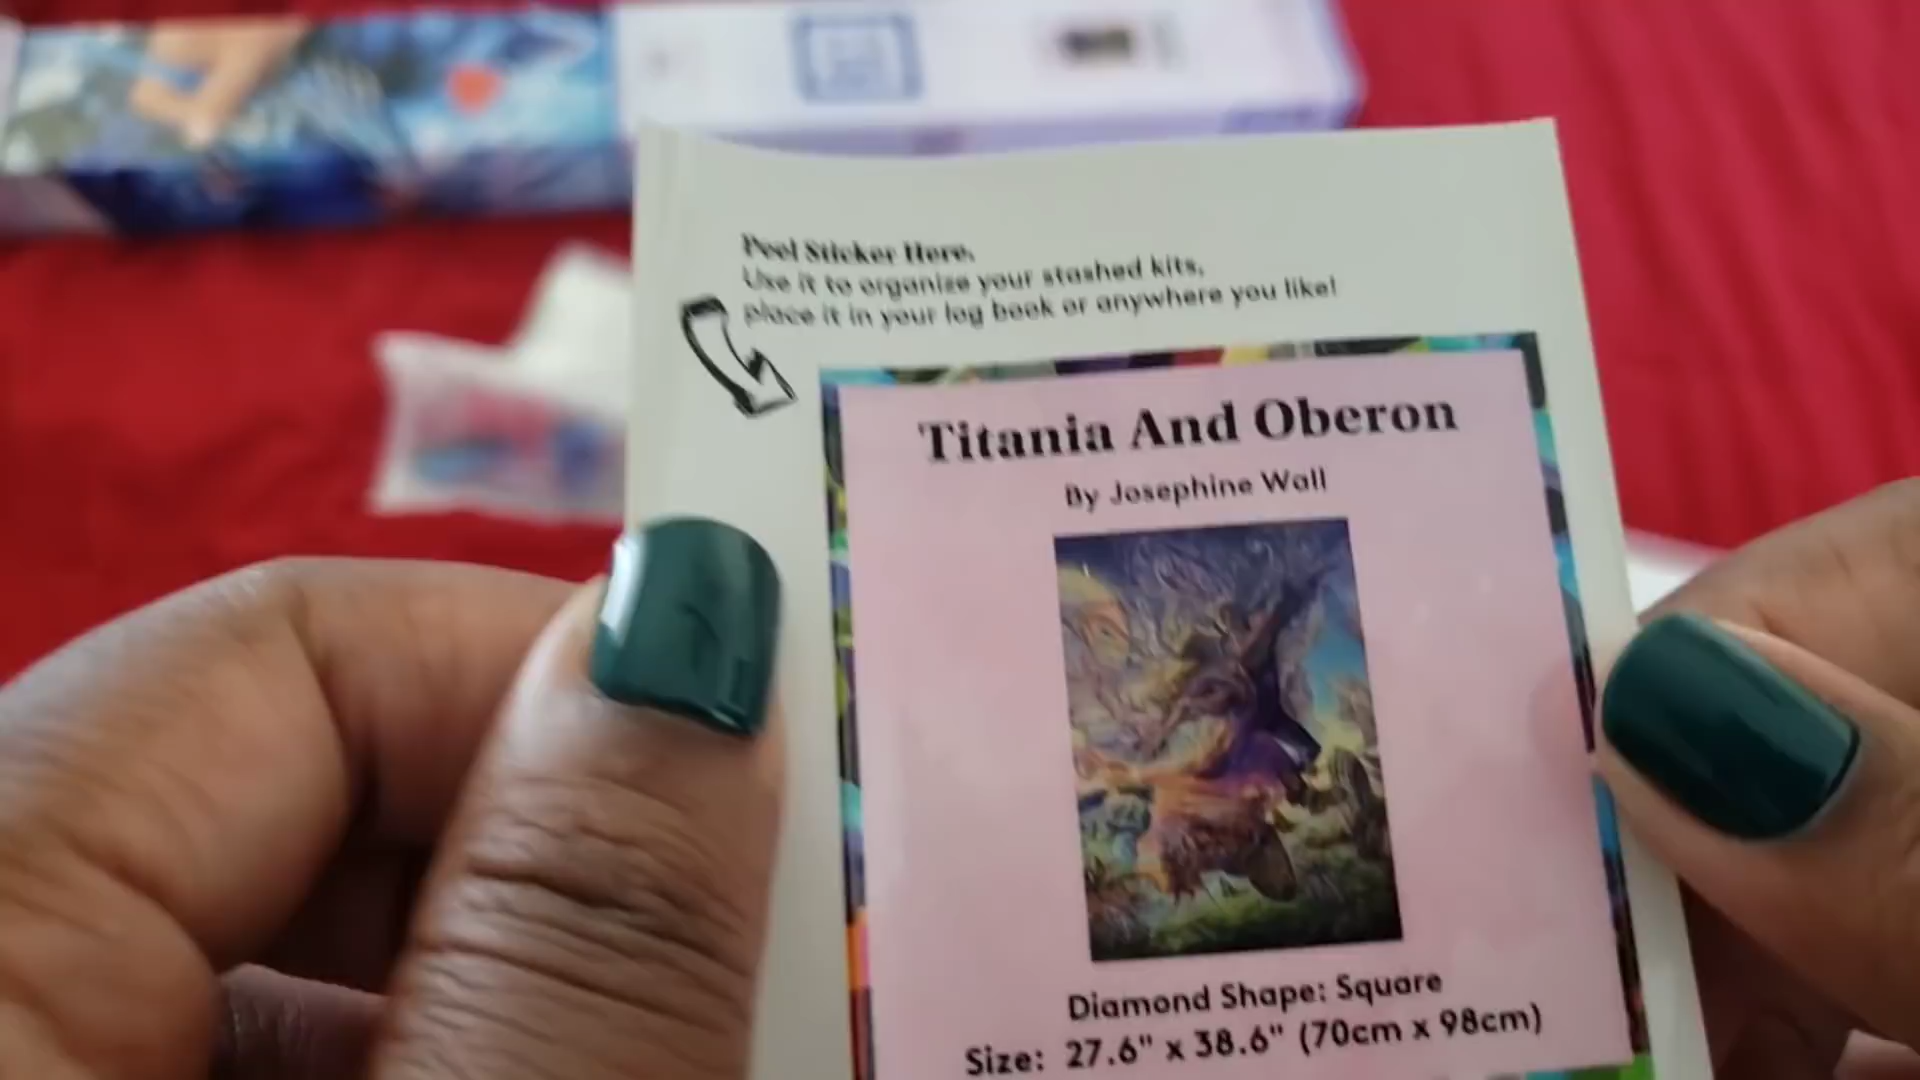 Peel Sticker Here.
Use it to organize your stashed kits,
place it in your log book or anywhere you like!
Titania And Oberon
By Josephine Wall
Diamond Shape: Square
Size: 27.6" x 38.6" (70cm x 98cm)